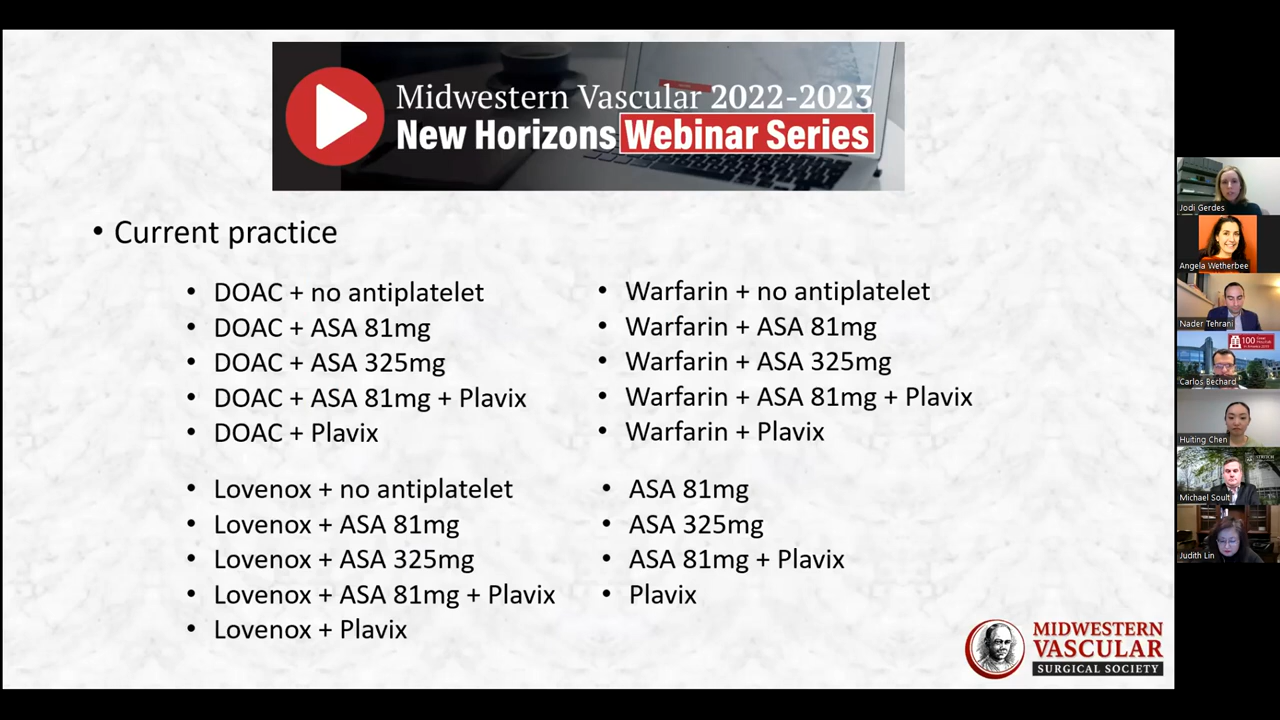 Midwestern Vascular 2022-2023
New Horizons Webinar Series
• Current practice
• DOAC + no antiplatelet
• DOAC + ASA 81mg
• DOAC + ASA 325mg
• DOAC + ASA 81mg + Plavix
• DOAC + Plavix
• Warfarin + no antiplatelet
• Warfarin + ASA 81mg
• Warfarin + ASA 325mg
• Warfarin + ASA 81mg + Plavix
• Warfarin + Plavix
• Lovenox + no antiplatelet
• Lovenox + ASA 81mg
• Lovenox + ASA 325mg
• Lovenox + ASA 81mg + Plavix
• Lovenox + Plavix
• ASA 81mg
• ASA 325mg
• ASA 81mg + Plavix
• Plavix
MIDWESTERN
VASCULAR
SURGICAL SOCIETY
Jodi Gerdes
Angela Wetherbee
Nader Tehrani
100
Carlos Bechard
Huiting Chen
Michael Soult
Judith Lin